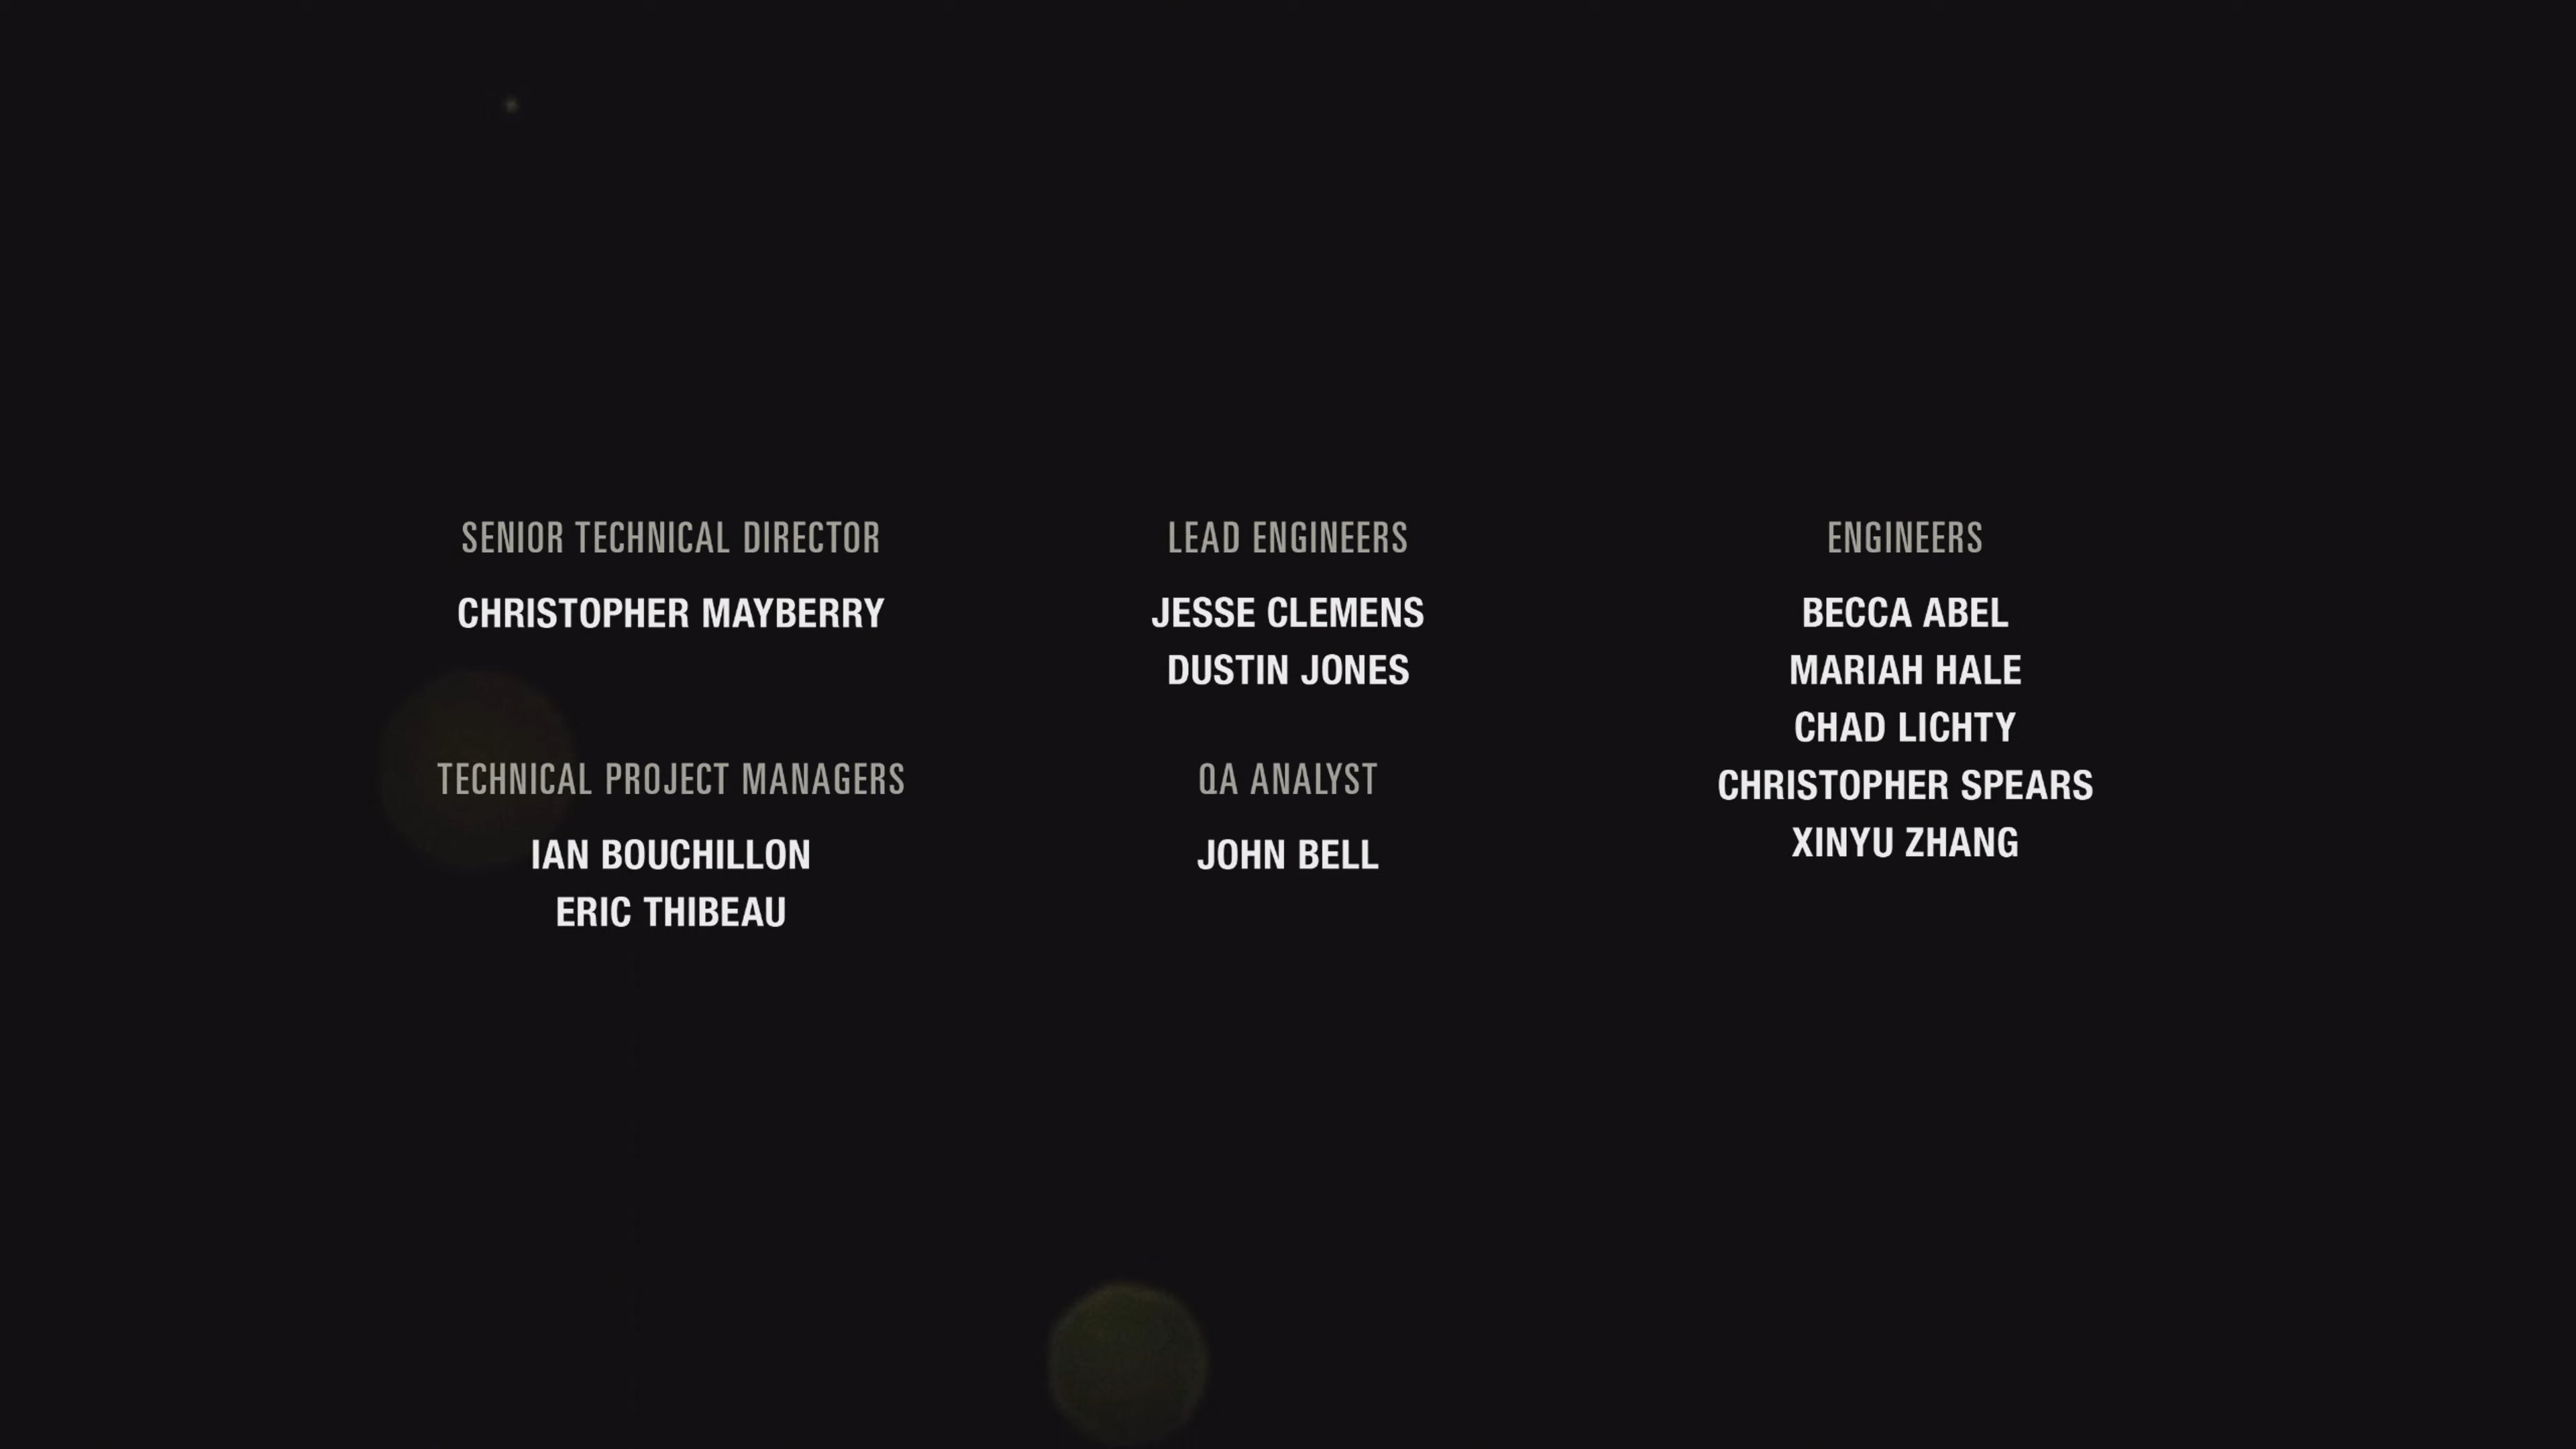 SENIOR TECHNICAL DIRECTOR
CHRISTOPHER MAYBERRY
TECHNICAL PROJECT MANAGERS
IAN BOUCHILLON
ERIC THIBEAU
LEAD ENGINEERS
JESSE CLEMENS
DUSTIN JONES
QA ANALYST
JOHN BELL
ENGINEERS
BECCA ABEL
MARIAH HALE
CHAD LICHTY
CHRISTOPHER SPEARS
XINYU ZHANG